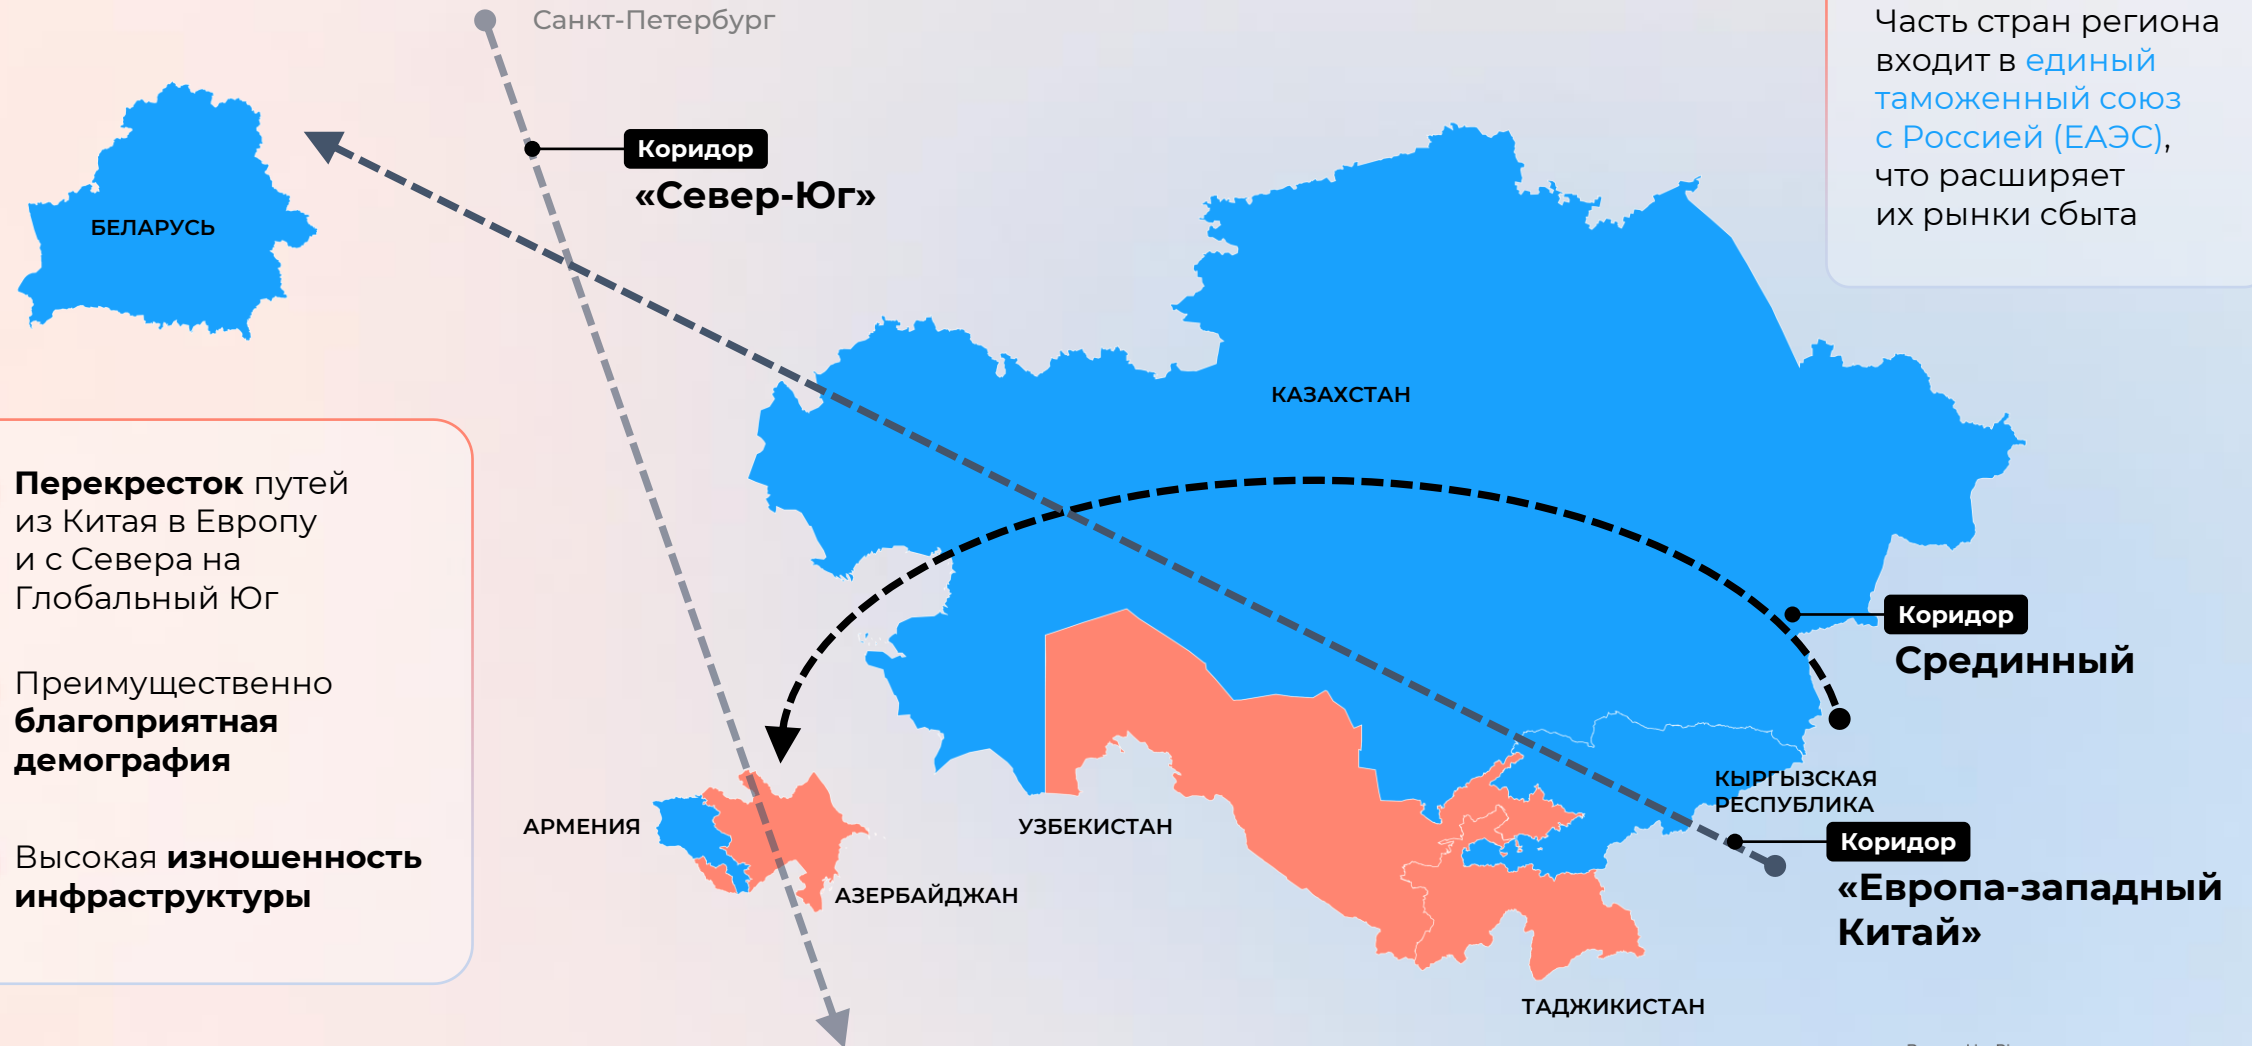 Санкт-Петербург
Часть стран региона
входит в единый
таможенный союз
с Россией (ЕАЭС),
что расширяет
их рынки сбыта
Коридор
«Север-Юг»
БЕЛАРУСЬ
КАЗАХСТАН
Перекресток путей
из Китая в Европу
и с Севера на
Глобальный Юг
Преимущественно
благоприятная
демография
Высокая изношенность
инфраструктуры
Коридор
Срединный
КЫРГЫЗСКАЯ
РЕСПУБЛИКА
АРМЕНИЯ
УЗБЕКИСТАН
Коридор
«Европа-западный
Китай»
АЗЕРБАЙДЖАН
ТАДЖИКИСТАН